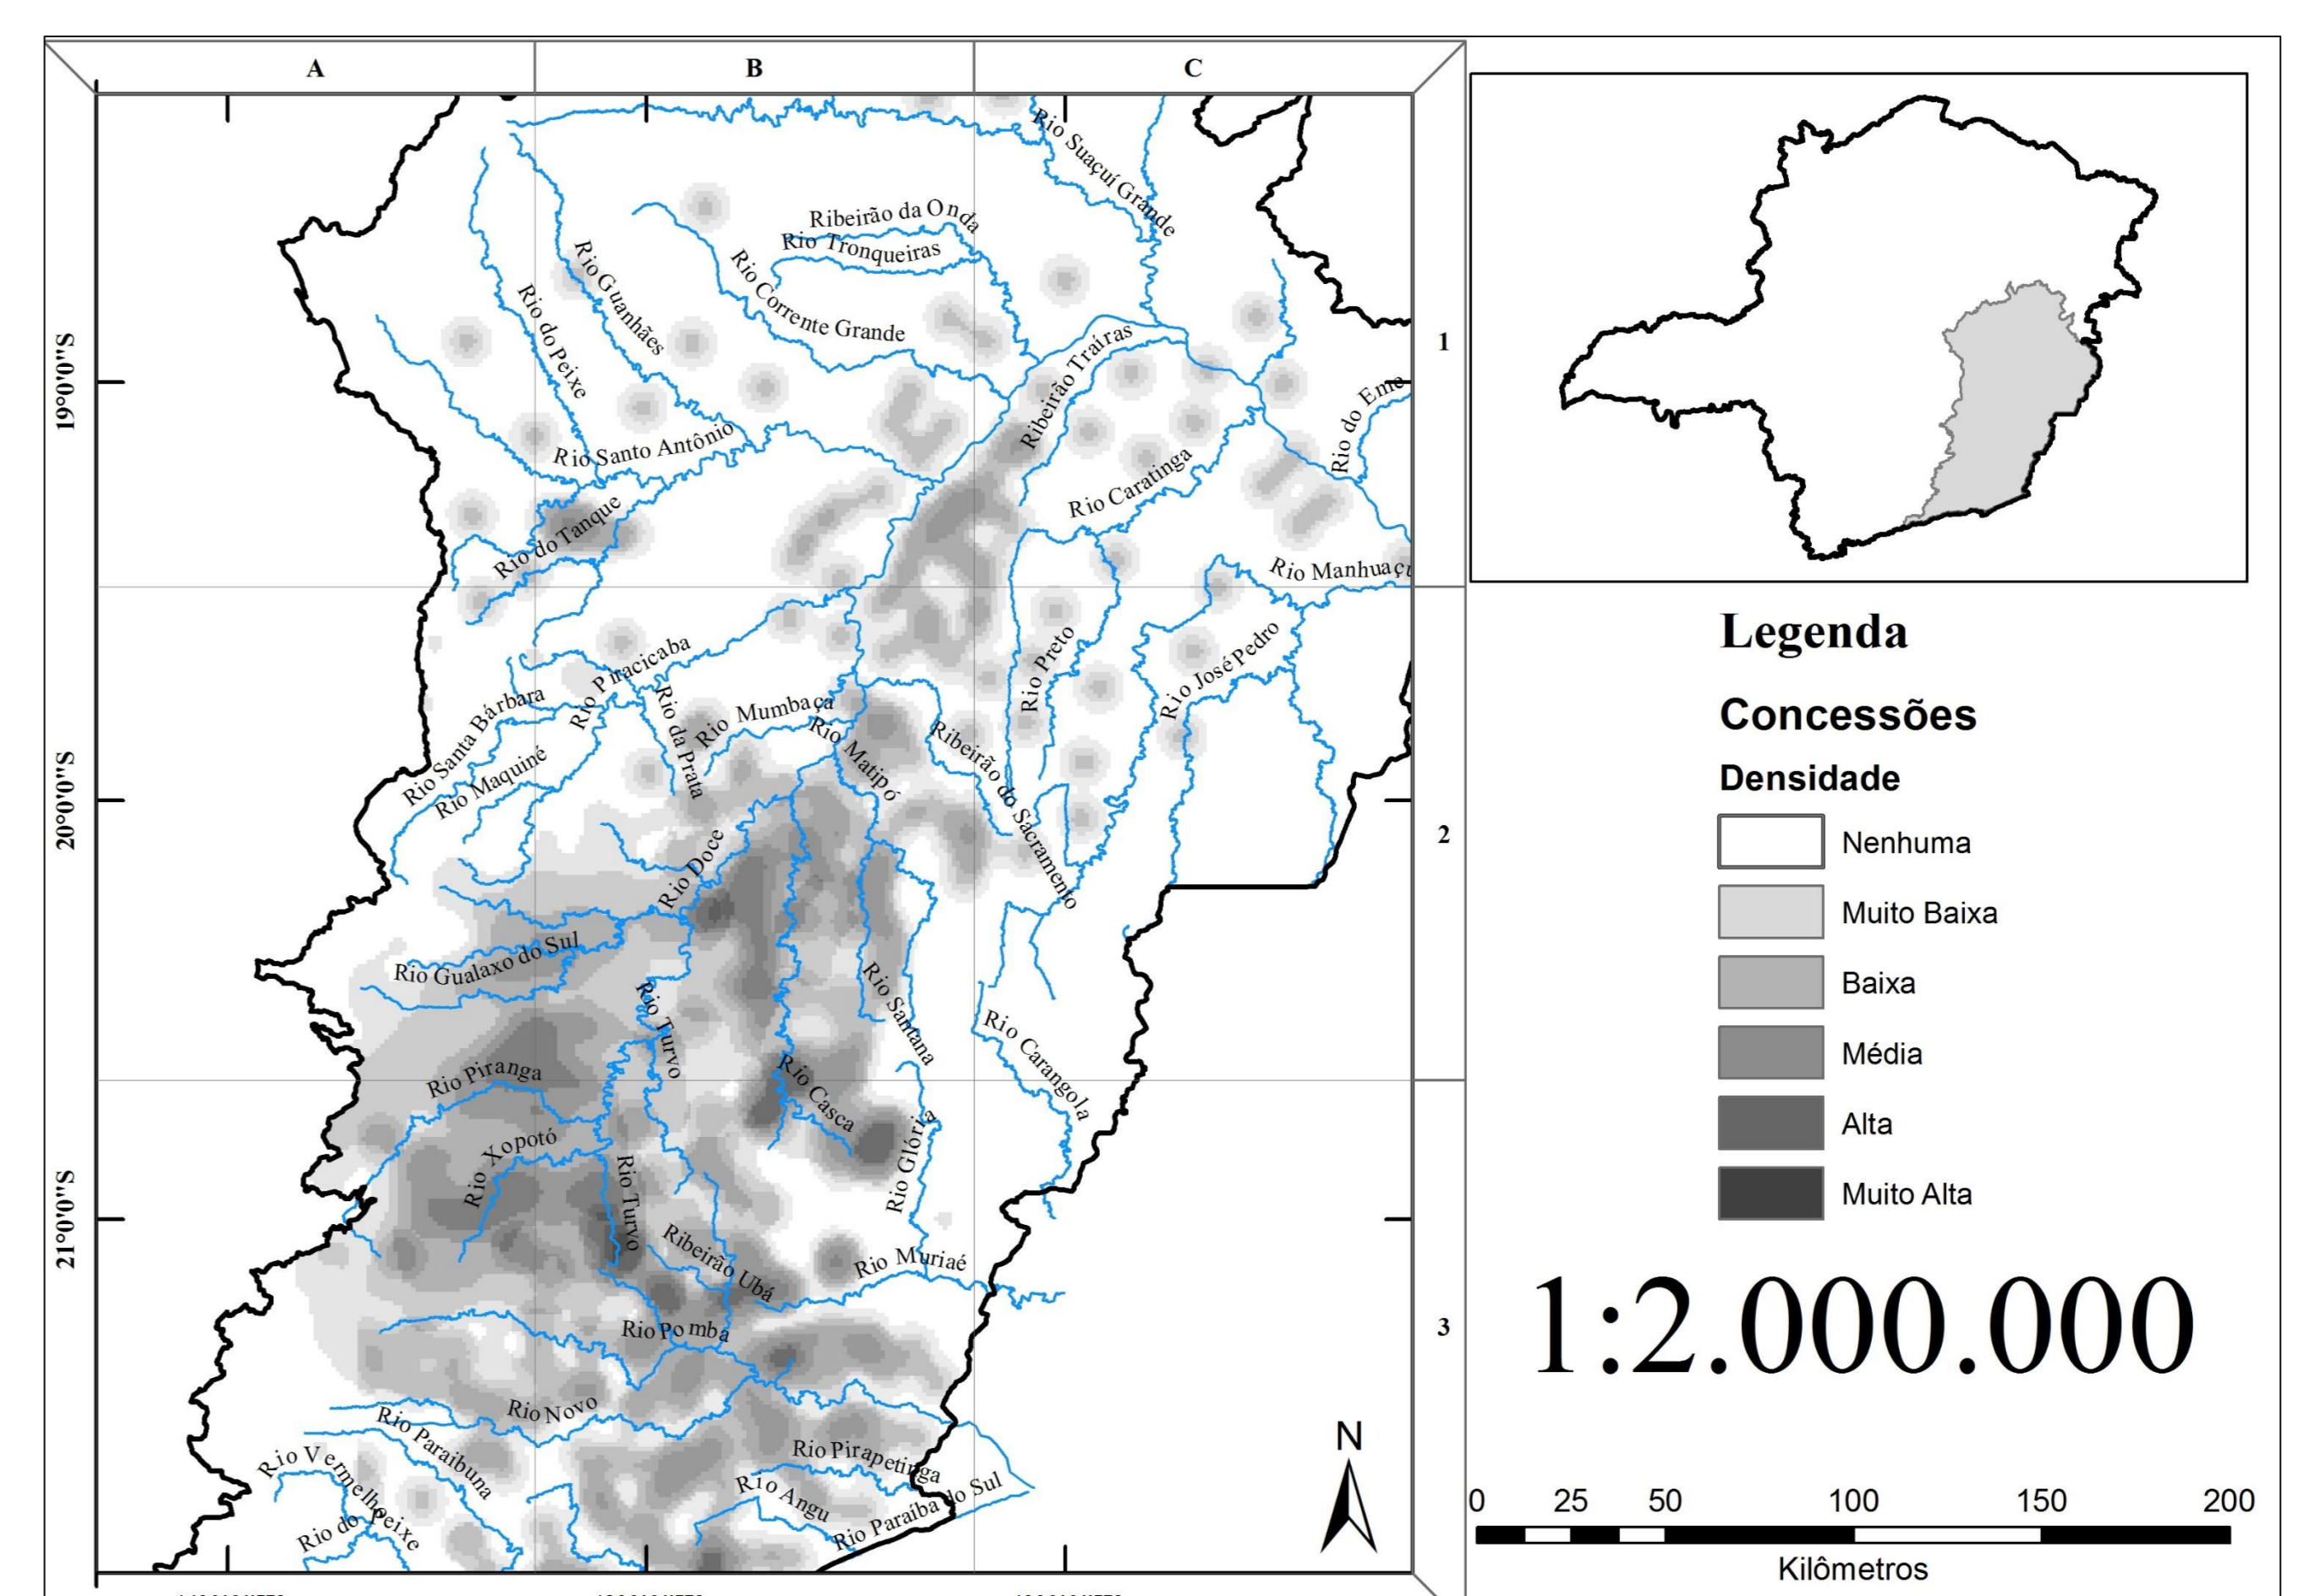 A
B
C
1
2
3
19°0'0"S
20°0'0"S
21°0'0"S
Rio Suaçuí Grande
Ribeirão da Onda
Rio Tronqueiras
Rio Guanhães
Rio Corrente Grande
Rio do Peixe
Ribeirão Traíras
Rio do Eme
Rio Santo Antônio
Rio Caratinga
Rio do Tanque
Rio Manhuaçu
Rio Piracicaba
Rio Preto
Rio José Pedro
Rio Santa Bárbara
Rio da Prata
Rio Mumbaça
Rio Matipó
Ribeirão do Sacramento
Rio Maquiné
Rio Doce
Rio Gualaxo do Sul
Rio Turvo
Rio Santana
Rio Carangola
Rio Piranga
Rio Casca
Rio Xopotó
Rio Glória
Rio Turvo
Ribeirão Ubá
Rio Muriaé
Rio Pomba
Rio Novo
Rio Paraibuna
Rio Vermelho
Rio do Peixe
Rio Pirapetinga
Rio Angu
Rio Paraíba do Sul
N
Legenda
Concessões
Densidade
Nenhuma
Muito Baixa
Baixa
Média
Alta
Muito Alta
1:2.000.000
0 25 50 100 150 200
Kilômetros